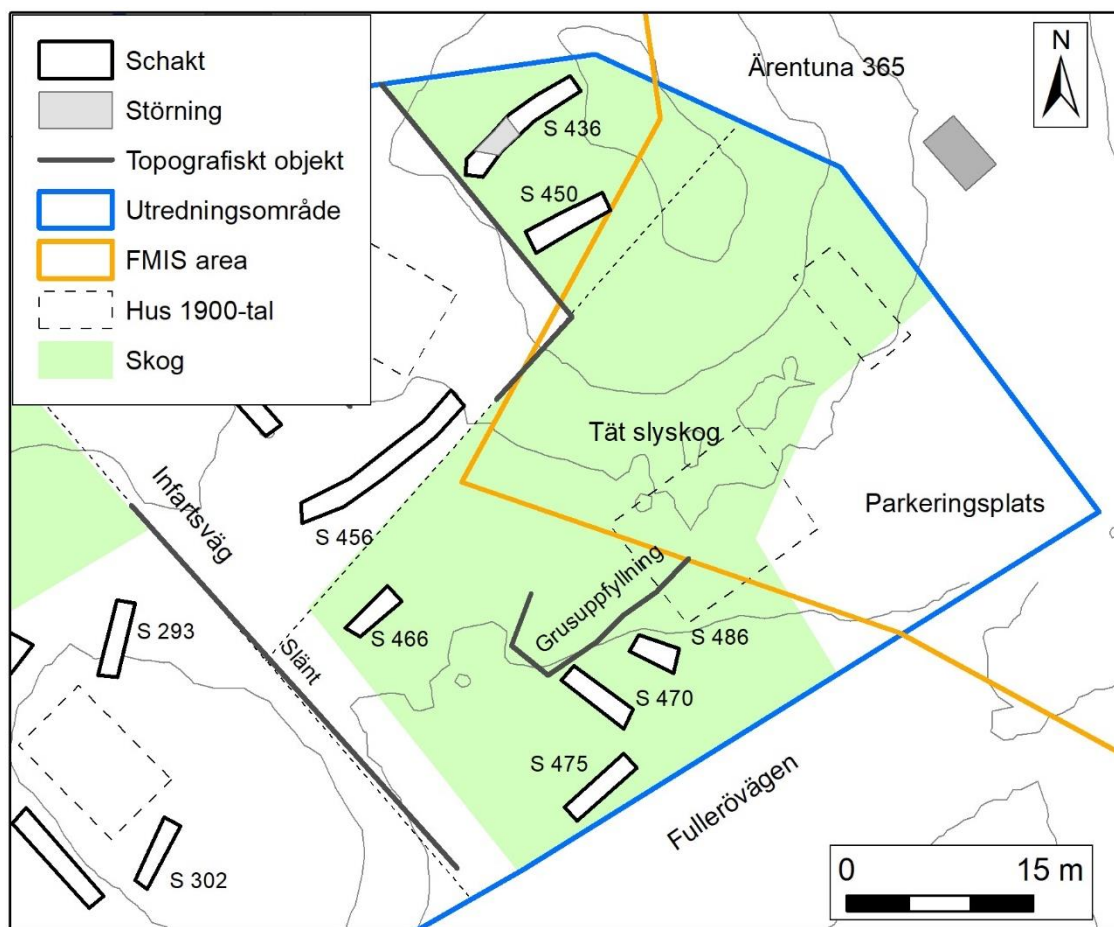 Schakt
Störning
Topografiskt objekt
Utredningsområde
FMIS area
Hus 1900-tal
Skog
N
Ärentuna 365
S 436
S 450
Tät slyskog
Parkeringsplats
Infartsväg
S 456
Grusuppfyllning
S 293
S 466
S 486
Slänt
S 470
S 475
Fullerövägen
S 302
0 15 m